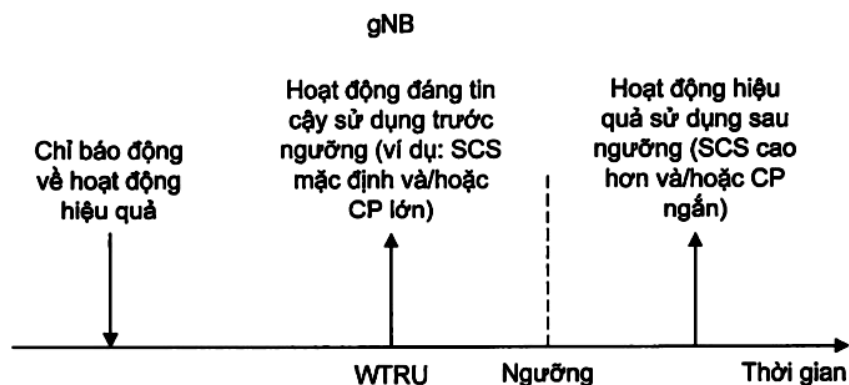 gNB
Chỉ báo động
về hoạt động
hiệu quả
Hoạt động đáng tin
cậy sử dụng trước
ngưỡng (ví dụ: SCS
mặc định và/hoặc
CP lớn)
Hoạt động hiệu
quả sử dụng sau
ngưỡng (SCS cao
hơn và/hoặc CP
ngắn)
WTRU
Ngưỡng
Thời gian